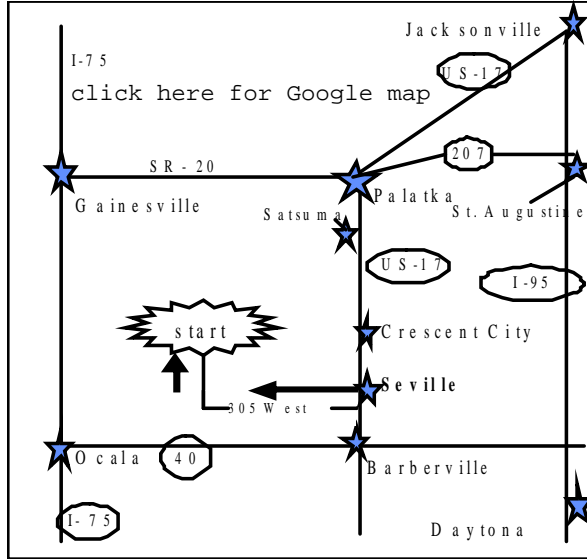 Jacksonville
I-75
US-17
click here for Google map
207
SR-20
Palatka
Gainesville
Satsuma
St. Augustine
US-17
I-95
start
Crescent City
Seville
305 West
Ocala
40
Barberville
I-75
Daytona